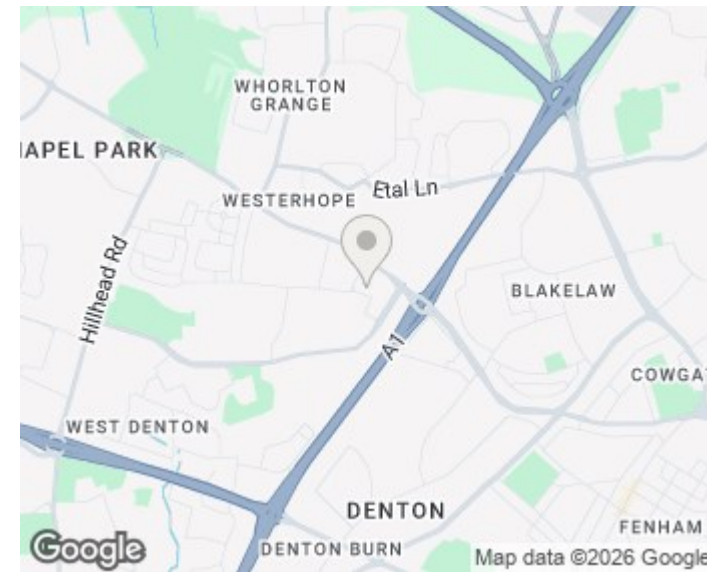 WHORLTON
GRANGE
HAPEL PARK
Etal Ln
WESTERHOPE
Hillhead Rd
BLAKELAW
A1
COWGA
WEST DENTON
DENTON
FENHAM
DENTON BURN
Google
Map data ©2026 Google